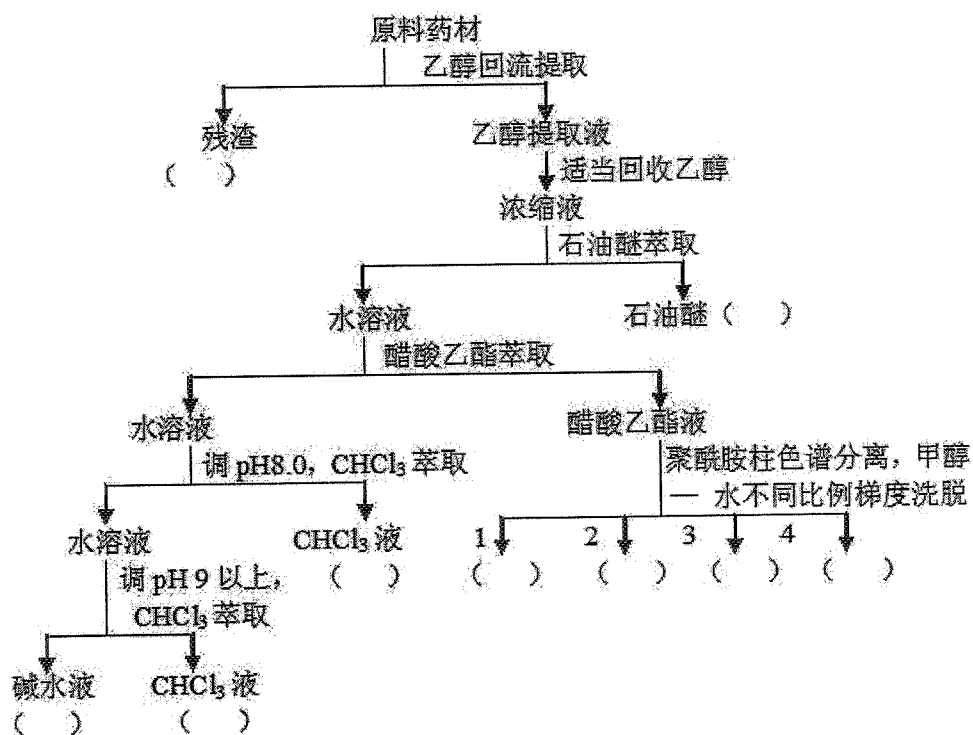 原料药材
乙醇回流提取
残渣
乙醇提取液
（ ）
适当回收乙醇
浓缩液
石油醚萃取
水溶液
石油醚（ ）
醋酸乙酯萃取
水溶液
醋酸乙酯液
调 pH8.0，CHCl₃ 萃取
聚酰胺柱色谱分离，甲醇
— 水不同比例梯度洗脱
水溶液
CHCl₃ 液
1 2 3 4
（ ） （ ） （ ） （ ） （ ）
调 pH 9 以上，
CHCl₃ 萃取
碱水液
CHCl₃ 液
（ ） （ ）